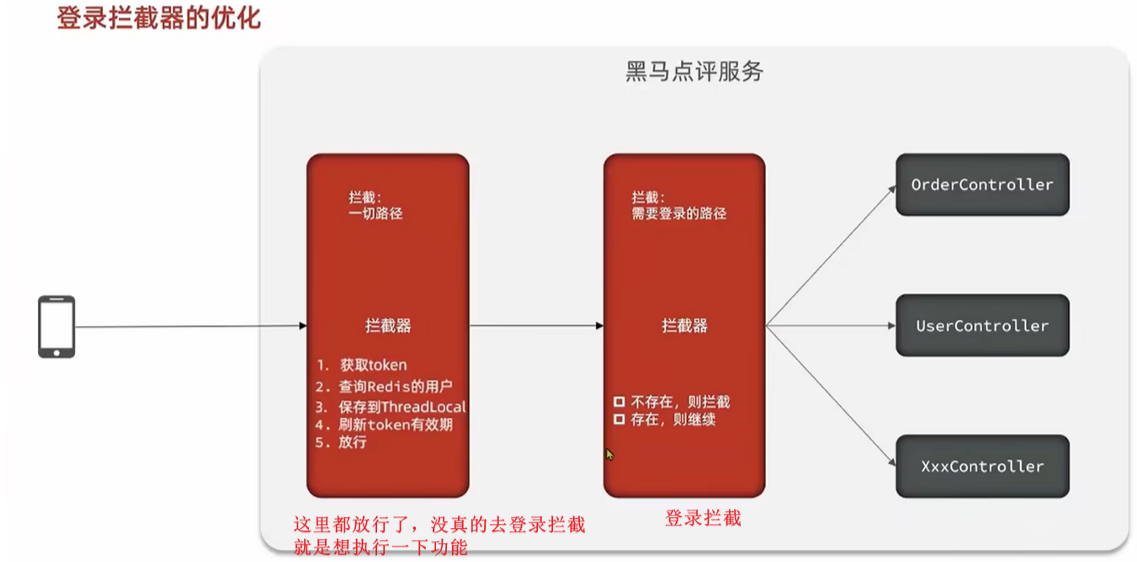 登录拦截器的优化
黑马点评服务
拦截:
一切路径
拦截器
1. 获取token
2. 查询Redis的用户
3. 保存到ThreadLocal
4. 刷新token有效期
5. 放行
这里都放行了，没真的去登录拦截
就是想执行一下功能
拦截:
需要登录的路径
拦截器
不存在，则拦截
存在，则继续
登录拦截
OrderController
UserController
XxxController